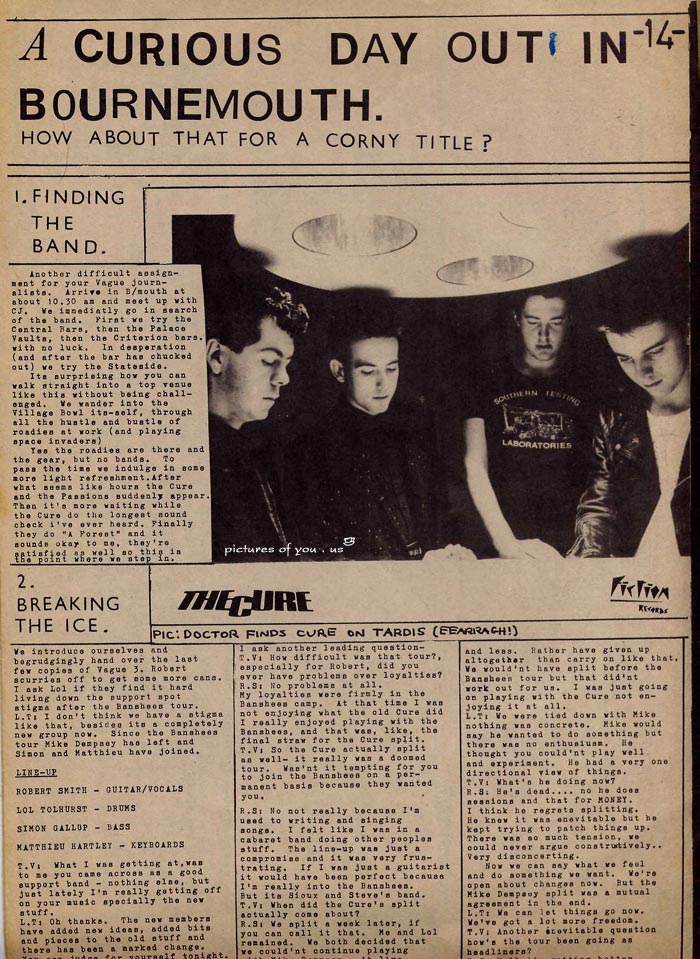 A CURIOUS DAY OUT IN -14-
BOURNEMOUTH.
HOW ABOUT THAT FOR A CORNY TITLE?
1. FINDING
THE
BAND.
Another difficult assign-
ment for your Vague journ-
alists. Arrive in B/mouth at
about 10.30 am and meet up with
CJ. We immediatly go in search
of the band. First we try the
Central Bars, then the Palace
Vaults, then the Criterion bars.
with no luck. In desperation
(and after the bar has chucked
out) we try the Stateside.
Its surprising how you can
walk straight into a top venue
like this without being chall-
enged. We wander into the
Village Bowl its-self, through
all the hustle and bustle of
roadies at work (and playing
space invaders)
Yes the roadies are there and
the gear, but no bands. To
pass the time we indulge in some
more light refreshment.After
what seems like hours the Cure
and the Passions suddenly appear.
Then it's more waiting while
the Cure do the longest sound
check i've ever heard. Finally
they do "A Forest" and it
sounds okay to me, they're
satisfied as well so this is
the point where we step in.
SOUTHERN TESTING
LABORATORIES
pictures of you . us
THE CURE
FICTION
RECORDS
PIC: DOCTOR FINDS CURE ON TARDIS (EEARRAGH!)
2.
BREAKING
THE ICE.
We introduce ourselves and
begrudgingly hand over the last
few copies of Vague 3. Robert
scurries off to get some more cans.
I ask Lol if they find it hard
living down the support spot
stigma after the Banshees tour.
L.T: I don't think we have a stigma
like that, besides its a completely
new group now. Since the Banshees
tour Mike Dempsey has left and
Simon and Matthieu have joined.
LINE-UP
ROBERT SMITH - GUITAR/VOCALS
LOL TOLHURST - DRUMS
SIMON GALLUP - BASS
MATTHIEU HARTLEY - KEYBOARDS
T.V: What I was getting at,was
to me you came across as a good
support band - nothing else, but
just lately I'm really getting off
on your music specially the new
stuff.
L.T: Oh thanks. The new members
have added new ideas, added bits
and pieces to the old stuff and
there has been a marked change.
You can judge for yourself tonight.
I ask another leading question-
T.V: How difficult was that tour?,
especially for Robert, did you
ever have problems over loyalties?
R.S: No problems at all.
My loyalties were firmly in the
Banshees camp. At that time I was
not enjoying what the old Cure did
I really enjoyed playing with the
Banshees, and that was, like, the
final straw for the Cure split.
T.V: So the Cure actually split
as well- it really was a doomed
tour. Was'nt it tempting for you
to join the Banshees on a per-
manent basis because they wanted
you.
R.S: No not really because I'm
used to writing and singing
songs. I felt like I was in a
cabaret band doing other peoples
stuff. The line-up was just a
compromise and it was very frus-
trating. If I was just a guitarist
it would have been perfect because
I'm really into the Banshees.
But its Sioux and Steve's band.
T.V: When did the Cure's split
actually come about?
R.S: We split a week later, if
you can call it that. Me and Lol
remained. We both decided that
we could'nt continue playing
and less. Rather have given up
altogether than carry on like that.
We would'nt have split before the
Banshees tour but that did'nt
work out for us. I was just going
on playing with the Cure not en-
joying it at all.
L.T: We were tied down with Mike
nothing was concrete. Mike would
say he wanted to do something but
there was no enthusiasm. He
thought you could'nt play well
and experiment. He had a very one
directional view of things.
T.V: What's he doing now?
R.S: He's dead.... no he does
sessions and that for MONEY.
I think he regrets splitting.
He knew it was enevitable but he
kept trying to patch things up.
There was so much tension, we
could never argue constructively..
Very disconcerting.
Now we can say what we feel
and do something we want. We're
open about changes now. But the
Mike Dempsey split was a mutual
agreement in the end.
L.T: We can let things go now.
We've got a lot more freedom.
T.V: Another inevitable question
how's the tour been going as
headliners?